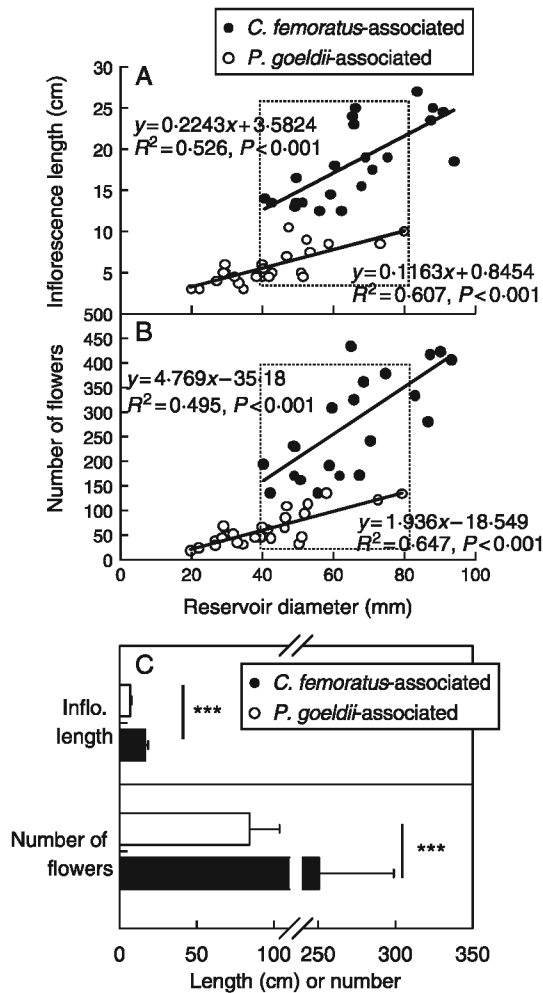 C. femoratus-associated
P. goeldii-associated
A
Inflorescence length (cm)
30
25
20
15
10
5
y=0·2243x+3·5824
R²=0·526, P<0·001
y=0·1163x+0·8454
R²=0·607, P<0·001
B
Number of flowers
500
450
400
350
300
250
200
150
100
50
0
y=4·769x−35·18
R²=0·495, P<0·001
y=1·936x−18·549
R²=0·647, P<0·001
0 20 40 60 80 100
Reservoir diameter (mm)
C
C. femoratus-associated
P. goeldii-associated
Inflo.
length
***
Number of
flowers
***
0 50 100 250 300 350
Length (cm) or number